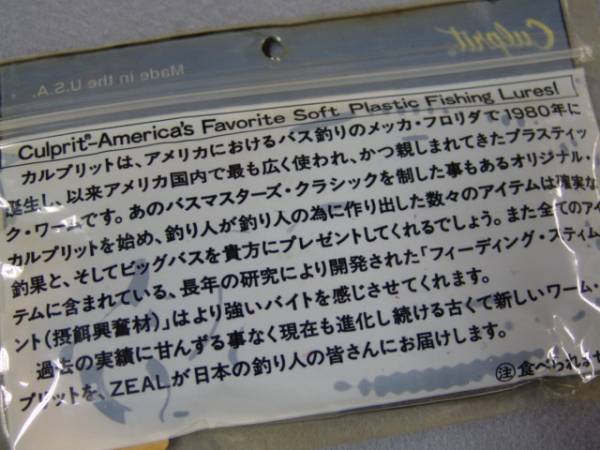 Culprit®
Made in the U.S.A.
Culprit®-America's Favorite Soft Plastic Fishing Lures!
カルプリットは、アメリカにおけるバス釣りのメッカ・フロリダで1980年に
誕生し、以来アメリカ国内で最も広く使われ、かつ親しまれてきたプラスティッ
ク・ワームです。あのバスマスターズ・クラシックを制した事もあるオリジナル・
カルプリットを始め、釣り人が釣り人の為に作り出した数々のアイテムは確実な
釣果と、そしてビッグバスを貴方にプレゼントしてくれるでしょう。また全てのアイ
テムに含まれている、長年の研究により開発された「フィーディング・スティム
ント(摂餌興奮材)」はより強いバイトを感じさせてくれます。
過去の実績に甘んずる事なく現在も進化し続ける古くて新しいワーム・
プリットを、ZEALが日本の釣り人の皆さんにお届けします。
注 食べられませ